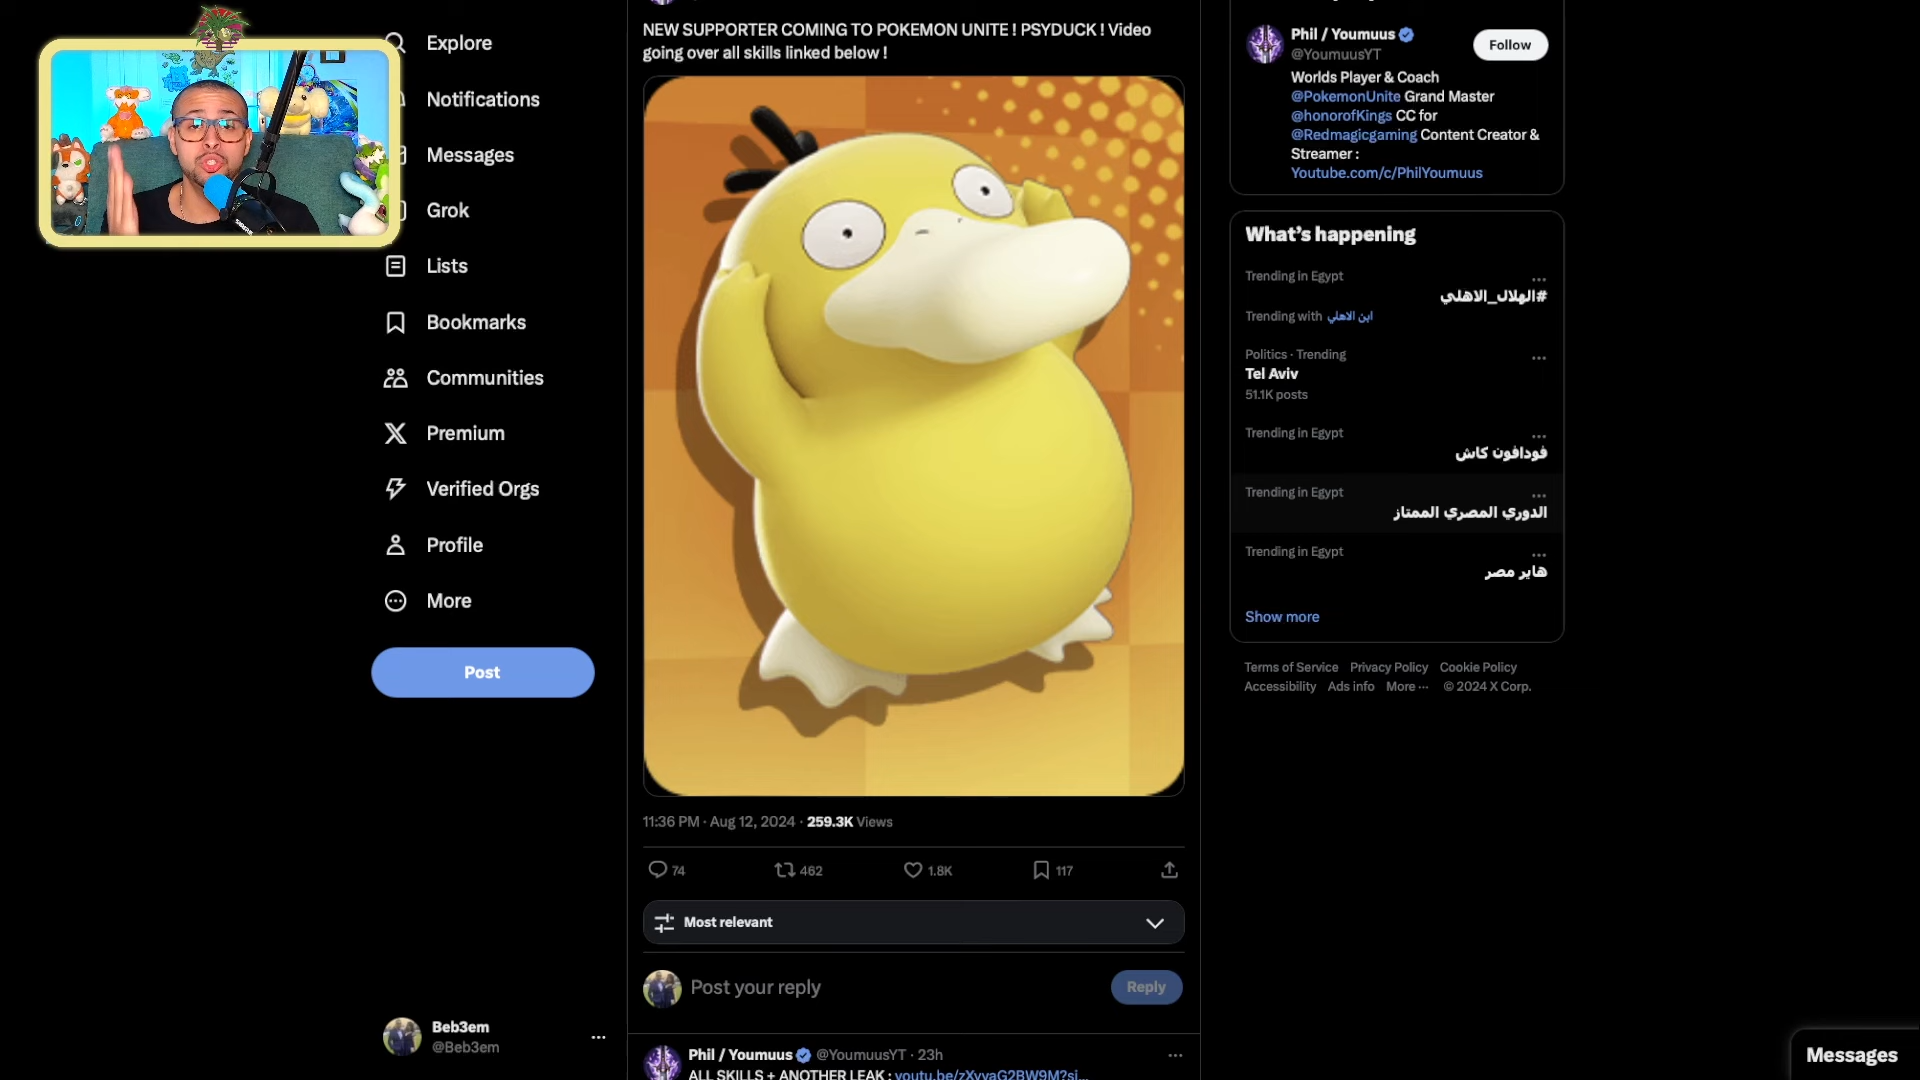 Explore
Notifications
Messages
Grok
Lists
Bookmarks
Communities
Premium
Verified Orgs
Profile
More
Post
Beb3em
@Beb3em
NEW SUPPORTER COMING TO POKEMON UNITE ! PSYDUCK ! Video
going over all skills linked below !
11:36 PM · Aug 12, 2024 · 259.3K Views
74
462
1.8K
117
Most relevant
Post your reply
Reply
Phil / Youmuus @YoumuusYT · 23h
ALL SKILLS + ANOTHER LEAK :
Phil / Youmuus
@YoumuusYT
Follow
Worlds Player & Coach
@PokemonUnite Grand Master
@honorofKings CC for
@Redmagicgaming Content Creator &
Streamer :
Youtube.com/c/PhilYoumuus
What’s happening
Trending in Egypt
#الهلال_الاهلي
Trending with ابن الاهلي
Politics · Trending
Tel Aviv
51.1K posts
Trending in Egypt
فودافون كاش
Trending in Egypt
الدوري المصري الممتاز
Trending in Egypt
هاير مصر
Show more
Terms of Service Privacy Policy Cookie Policy
Accessibility Ads info More ··· © 2024 X Corp.
Messages